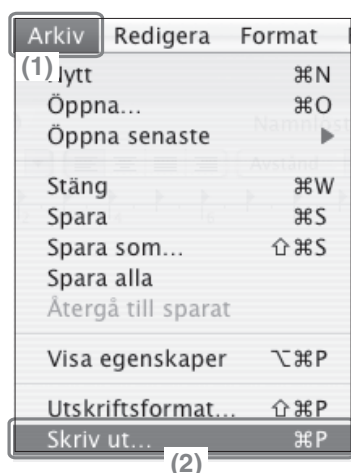 Arkiv Redigera Format
(1) Nytt ⌘N
Öppna... ⌘O
Öppna senaste ▶
Stäng ⌘W
Spara ⌘S
Spara som... ⇧⌘S
Spara alla
Återgå till sparat
Visa egenskaper ⌥⌘P
Utskriftsformat... ⇧⌘P
Skriv ut... ⌘P
(2)